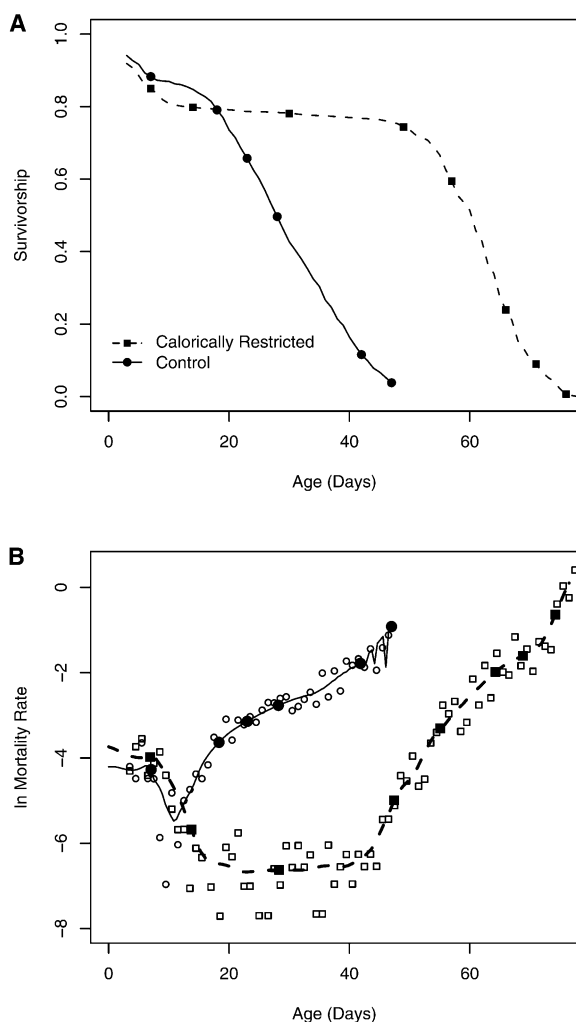 A
1.0
0.8
0.6
0.4
0.2
0.0
Survivorship
Calorically Restricted
Control
0 20 40 60
Age (Days)
B
0
-2
-4
-6
-8
ln Mortality Rate
0 20 40 60
Age (Days)